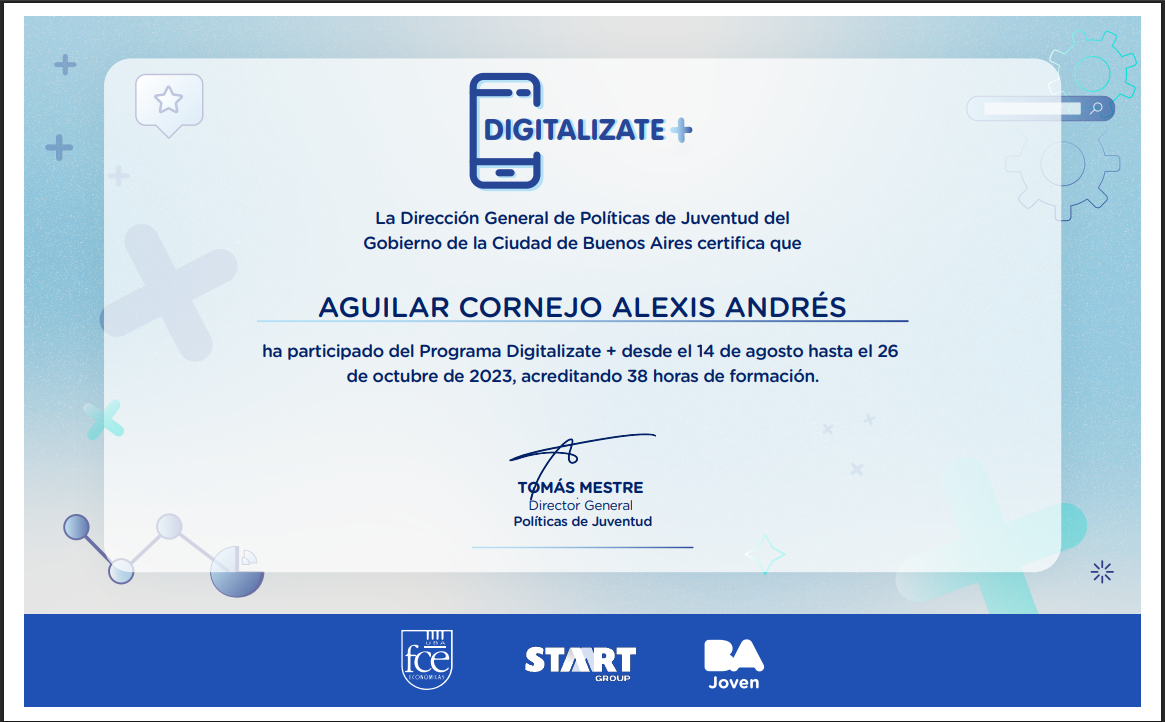 DIGITALIZATE +
La Dirección General de Políticas de Juventud del
Gobierno de la Ciudad de Buenos Aires certifica que
AGUILAR CORNEJO ALEXIS ANDRÉS
ha participado del Programa Digitalizate + desde el 14 de agosto hasta el 26
de octubre de 2023, acreditando 38 horas de formación.
TOMÁS MESTRE
Director General
Políticas de Juventud
UBA
fce
ECONÓMICAS
START
GROUP
BA
Joven